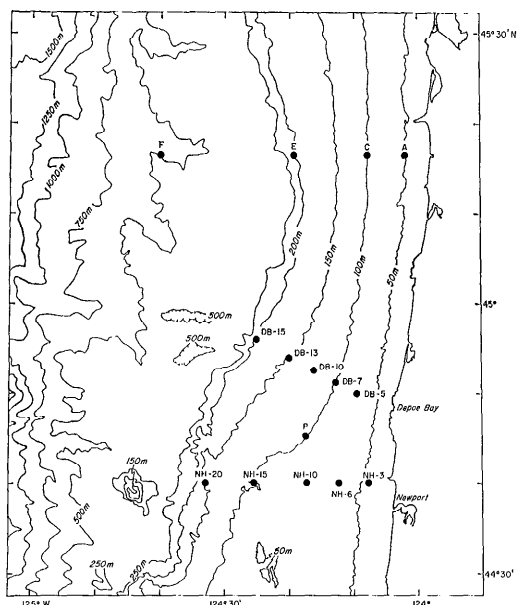 45°30'N
1500m
1250m
1000m
750m
F
E
C
A
200m
150m
100m
50m
45°
500m
500m
DB-15
DB-13
DB-10
DB-7
DB-5
Depoe Bay
P
150m
NH-20
NH-15
NH-10
NH-6
NH-3
Newport
500m
250m
250m
50m
44°30'
125°W
124°30'
124°